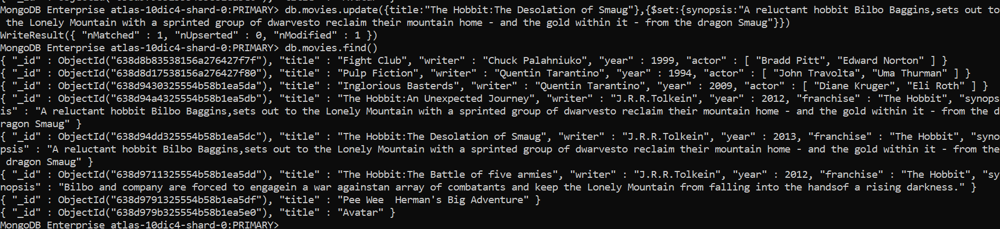 MongoDB Enterprise atlas-10dic4-shard-0:PRIMARY> db.movies.update({title:"The Hobbit:The Desolation of Smaug"},{$set:{synopsis:"A reluctant hobbit Bilbo Baggins,sets out to
 the Lonely Mountain with a sprinted group of dwarvesto reclaim their mountain home - and the gold within it - from the dragon Smaug"}})
WriteResult({ "nMatched" : 1, "nUpserted" : 0, "nModified" : 1 })
MongoDB Enterprise atlas-10dic4-shard-0:PRIMARY> db.movies.find()
{ "_id" : ObjectId("638d8b83538156a276427f7f"), "title" : "Fight Club", "writer" : "Chuck Palahniuko", "year" : 1999, "actor" : [ "Bradd Pitt", "Edward Norton" ] }
{ "_id" : ObjectId("638d8d17538156a276427f80"), "title" : "Pulp Fiction", "writer" : "Quentin Tarantino", "year" : 1994, "actor" : [ "John Travolta", "Uma Thurman" ] }
{ "_id" : ObjectId("638d9430325554b58b1ea5da"), "title" : "Inglorious Basterds", "writer" : "Quentin Tarantino", "year" : 2009, "actor" : [ "Diane Kruger", "Eli Roth" ] }
{ "_id" : ObjectId("638d94a4325554b58b1ea5db"), "title" : "The Hobbit:An Unexpected Journey", "writer" : "J.R.R.Tolkein", "year" : 2012, "franchise" : "The Hobbit", "synops
is" : "A reluctant hobbit Bilbo Baggins,sets out to the Lonely Mountain with a sprinted group of dwarvesto reclaim their mountain home - and the gold within it - from the d
ragon Smaug" }
{ "_id" : ObjectId("638d94dd325554b58b1ea5dc"), "title" : "The Hobbit:The Desolation of Smaug", "writer" : "J.R.R.Tolkein", "year" : 2013, "franchise" : "The Hobbit", "syno
psis" : "A reluctant hobbit Bilbo Baggins,sets out to the Lonely Mountain with a sprinted group of dwarvesto reclaim their mountain home - and the gold within it - from the
 dragon Smaug" }
{ "_id" : ObjectId("638d9711325554b58b1ea5dd"), "title" : "The Hobbit:The Battle of five armies", "writer" : "J.R.R.Tolkein", "year" : 2012, "franchise" : "The Hobbit", "sy
nopsis" : "Bilbo and company are forced to engagein a war againstan array of combatants and keep the Lonely Mountain from falling into the handsof a rising darkness." }
{ "_id" : ObjectId("638d9791325554b58b1ea5df"), "title" : "Pee Wee  Herman's Big Adventure" }
{ "_id" : ObjectId("638d979b325554b58b1ea5e0"), "title" : "Avatar" }
MongoDB Enterprise atlas-10dic4-shard-0:PRIMARY>